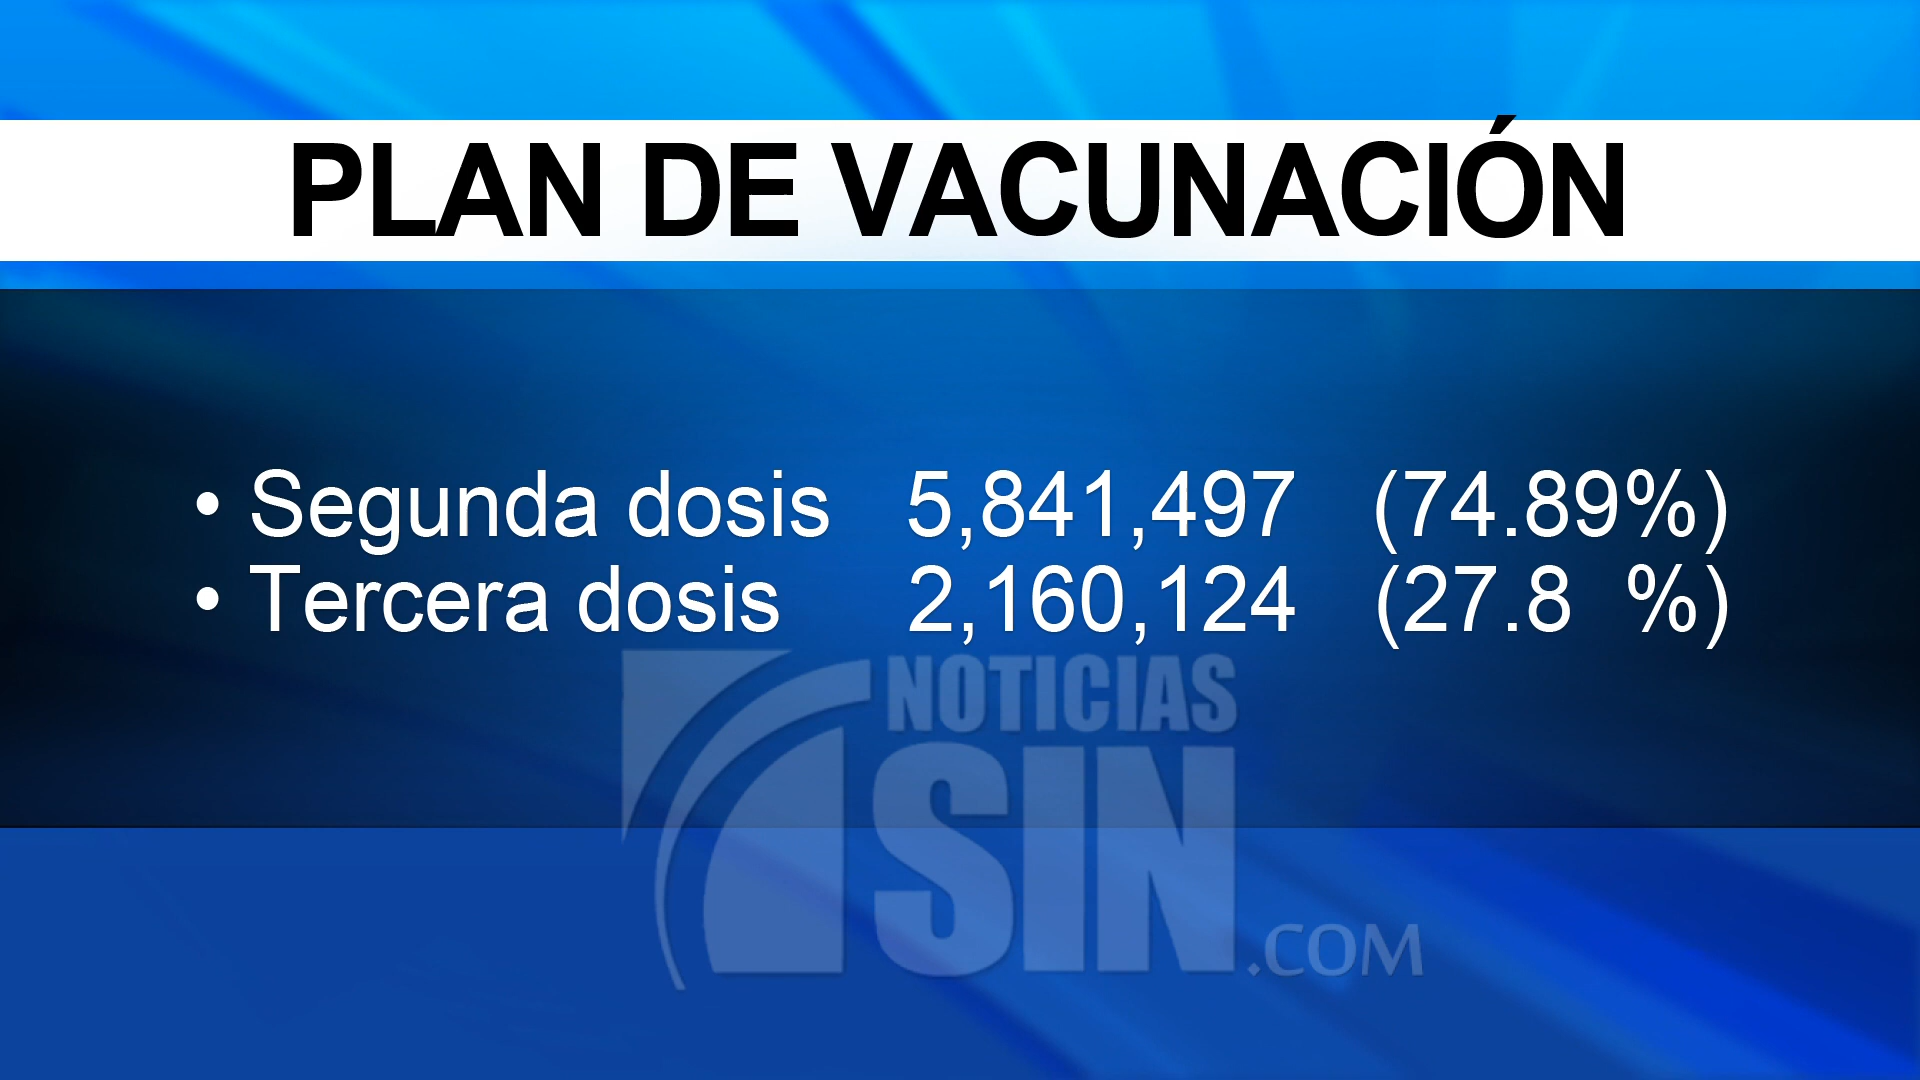 PLAN DE VACUNACIÓN
• Segunda dosis 5,841,497 (74.89%)
• Tercera dosis 2,160,124 (27.8 %)
NOTICIAS
SIN
.COM